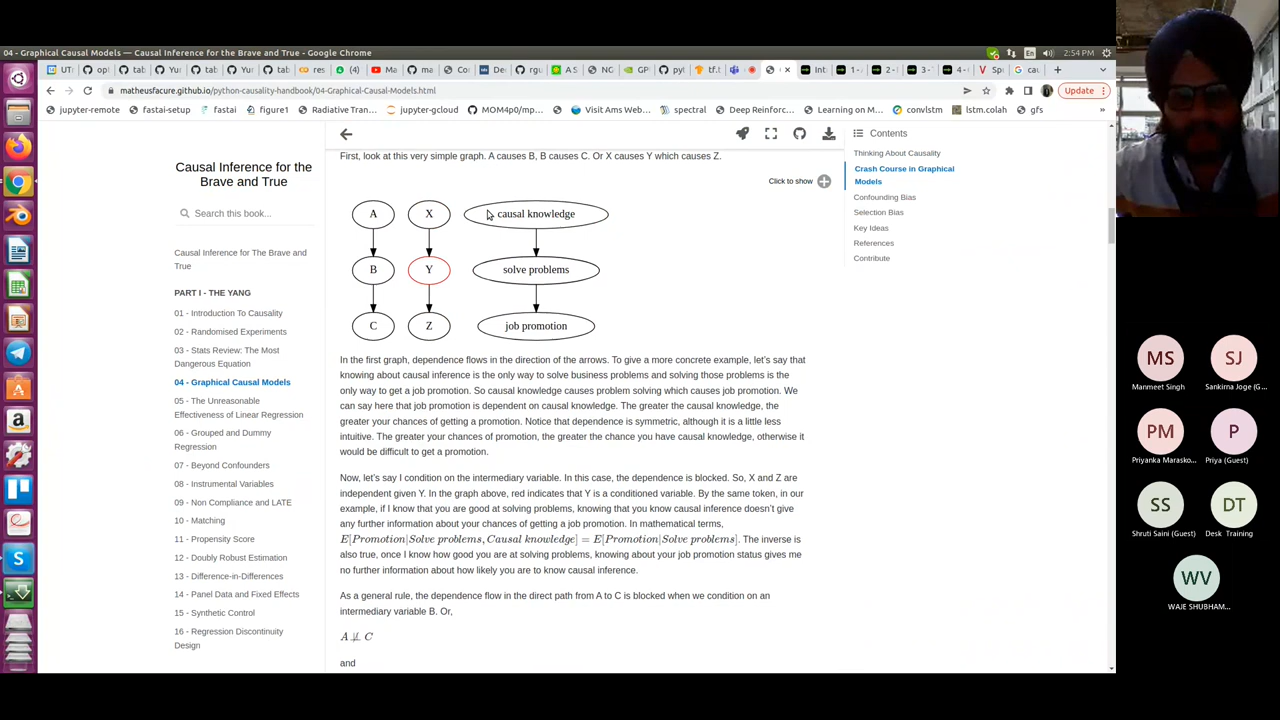 04 - Graphical Causal Models — Causal Inference for the Brave and True - Google Chrome
En
2:54 PM
matheusfacure.github.io/python-causality-handbook/04-Graphical-Causal-Models.html
Update
jupyter-remote
fastai-setup
fastai
figure1
Radiative Tran...
jupyter-gcloud
MOM4p0/mp...
Visit Ams Web...
spectral
Deep Reinforc...
Learning on M...
convlstm
lstm.colah
gfs
Causal Inference for the
Brave and True
Search this book...
Causal Inference for The Brave and
True
PART I - THE YANG
01 - Introduction To Causality
02 - Randomised Experiments
03 - Stats Review: The Most
Dangerous Equation
04 - Graphical Causal Models
05 - The Unreasonable
Effectiveness of Linear Regression
06 - Grouped and Dummy
Regression
07 - Beyond Confounders
08 - Instrumental Variables
09 - Non Compliance and LATE
10 - Matching
11 - Propensity Score
12 - Doubly Robust Estimation
13 - Difference-in-Differences
14 - Panel Data and Fixed Effects
15 - Synthetic Control
16 - Regression Discontinuity
Design
First, look at this very simple graph. A causes B, B causes C. Or X causes Y which causes Z.
Click to show
A X causal knowledge
B Y solve problems
C Z job promotion
In the first graph, dependence flows in the direction of the arrows. To give a more concrete example, let's say that
knowing about causal inference is the only way to solve business problems and solving those problems is the
only way to get a job promotion. So causal knowledge causes problem solving which causes job promotion. We
can say here that job promotion is dependent on causal knowledge. The greater the causal knowledge, the
greater your chances of getting a promotion. Notice that dependence is symmetric, although it is a little less
intuitive. The greater your chances of promotion, the greater the chance you have causal knowledge, otherwise it
would be difficult to get a promotion.
Now, let's say I condition on the intermediary variable. In this case, the dependence is blocked. So, X and Z are
independent given Y. In the graph above, red indicates that Y is a conditioned variable. By the same token, in our
example, if I know that you are good at solving problems, knowing that you know causal inference doesn't give
any further information about your chances of getting a job promotion. In mathematical terms,
E[Promotion|Solve problems, Causal knowledge] = E[Promotion|Solve problems]. The inverse is
also true, once I know how good you are at solving problems, knowing about your job promotion status gives me
no further information about how likely you are to know causal inference.
As a general rule, the dependence flow in the direct path from A to C is blocked when we condition on an
intermediary variable B. Or,
A ⊥̸⊥ C
and
Contents
Thinking About Causality
Crash Course in Graphical
Models
Confounding Bias
Selection Bias
Key Ideas
References
Contribute
MS
Manmeet Singh
SJ
Sankirna Joge (G...
PM
Priyanka Marasko...
P
Priya (Guest)
SS
Shruti Saini (Guest)
DT
Desk Training
WV
WAJE SHUBHAM...